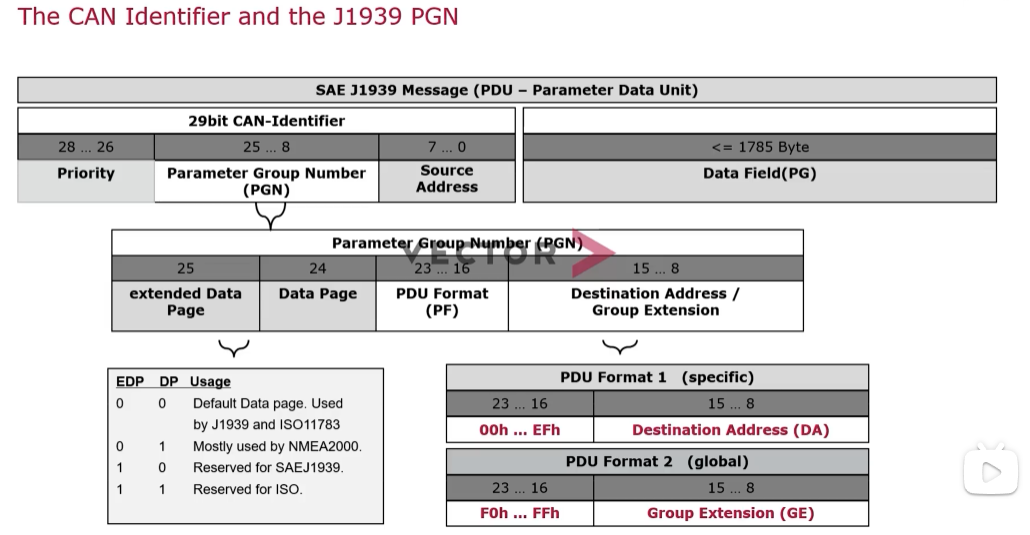 The CAN Identifier and the J1939 PGN
SAE J1939 Message (PDU – Parameter Data Unit)
29bit CAN-Identifier
28 ... 26
25 ... 8
7 ... 0
<= 1785 Byte
Priority
Parameter Group Number
(PGN)
Source
Address
Data Field(PG)
Parameter Group Number (PGN)
VECTOR
25
24
23 ... 16
15 ... 8
extended Data
Page
Data Page
PDU Format
(PF)
Destination Address /
Group Extension
EDP DP Usage
0 0 Default Data page. Used
by J1939 and ISO11783
0 1 Mostly used by NMEA2000.
1 0 Reserved for SAEJ1939.
1 1 Reserved for ISO.
PDU Format 1 (specific)
23 ... 16
15 ... 8
00h ... EFh
Destination Address (DA)
PDU Format 2 (global)
23 ... 16
15 ... 8
F0h ... FFh
Group Extension (GE)